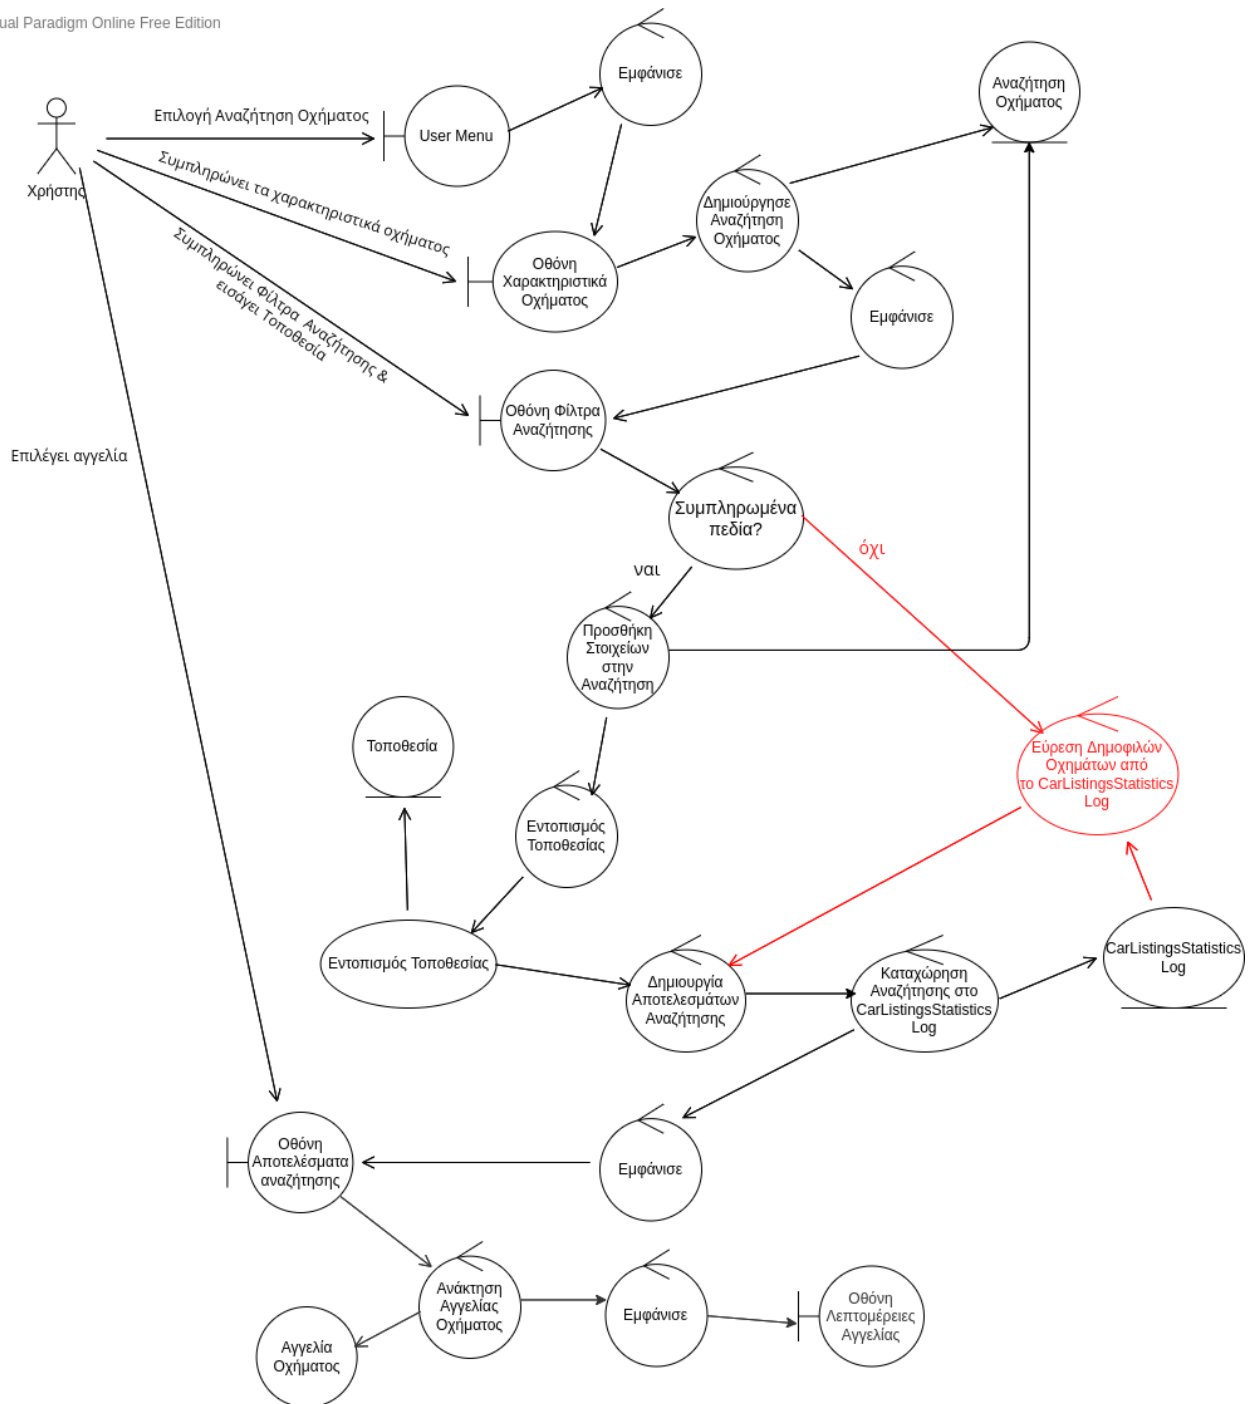 ual Paradigm Online Free Edition
Εμφάνισε
Αναζήτηση
Οχήματος
Επιλογή Αναζήτηση Οχήματος
User Menu
Χρήστης
Συμπληρώνει τα χαρακτηριστικά οχήματος
Δημιούργησε
Αναζήτηση
Οχήματος
Οθόνη
Χαρακτηριστικά
Οχήματος
Συμπληρώνει Φίλτρα Αναζήτησης &
εισάγει Τοποθεσία
Εμφάνισε
Οθόνη Φίλτρα
Αναζήτησης
Επιλέγει αγγελία
Συμπληρωμένα
πεδία?
όχι
ναι
Προσθήκη
Στοιχείων
στην
Αναζήτηση
Τοποθεσία
Εύρεση Δημοφιλών
Οχημάτων από
το CarListingsStatistics
Log
Εντοπισμός
Τοποθεσίας
Εντοπισμός Τοποθεσίας
Δημιουργία
Αποτελεσμάτων
Αναζήτησης
Καταχώρηση
Αναζήτησης στο
CarListingsStatistics
Log
CarListingsStatistics
Log
Οθόνη
Αποτελέσματα
αναζήτησης
Εμφάνισε
Ανάκτηση
Αγγελίας
Οχήματος
Εμφάνισε
Οθόνη
Λεπτομέρειες
Αγγελίας
Αγγελία
Οχήματος